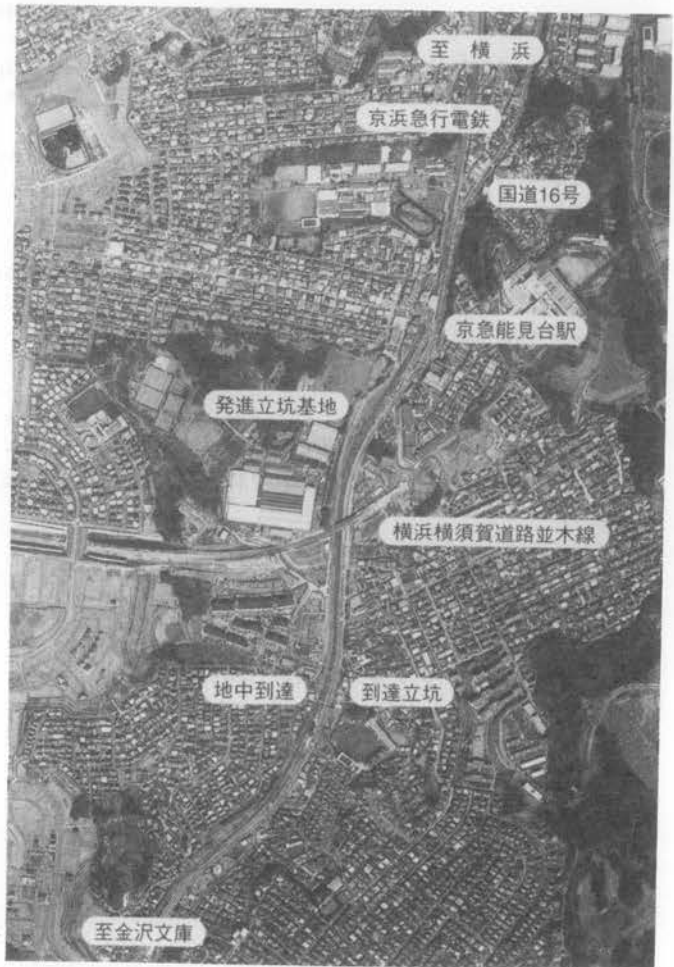 至 横 浜
京浜急行電鉄
国道16号
京急能見台駅
発進立坑基地
横浜横須賀道路並木線
地中到達
到達立坑
至金沢文庫